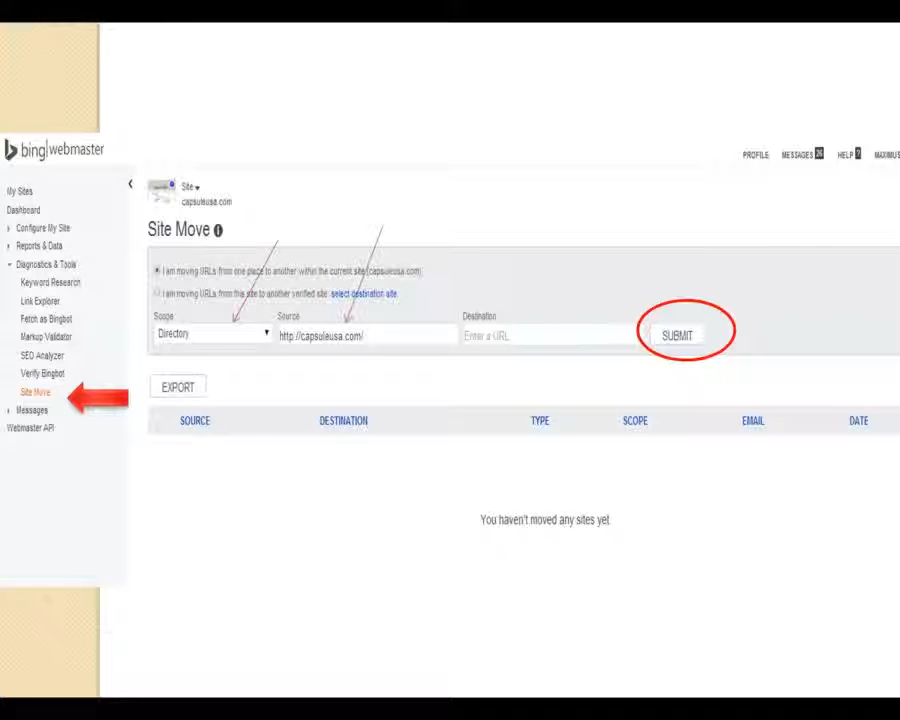 bing webmaster
PROFILE MESSAGES 26 HELP ? MAXIMUS
My Sites
Dashboard
Configure My Site
Reports & Data
Diagnostics & Tools
Keyword Research
Link Explorer
Fetch as Bingbot
Markup Validator
SEO Analyzer
Verify Bingbot
Site Move
Messages
Webmaster API
Site
capsuleusa.com
Site Move
I am moving URLs from one place to another within the current site (capsuleusa.com)
I am moving URLs from this site to another verified site. select destination site
Scope Source Destination
Directory http://capsuleusa.com/ Enter a URL SUBMIT
EXPORT
SOURCE DESTINATION TYPE SCOPE EMAIL DATE
You haven't moved any sites yet